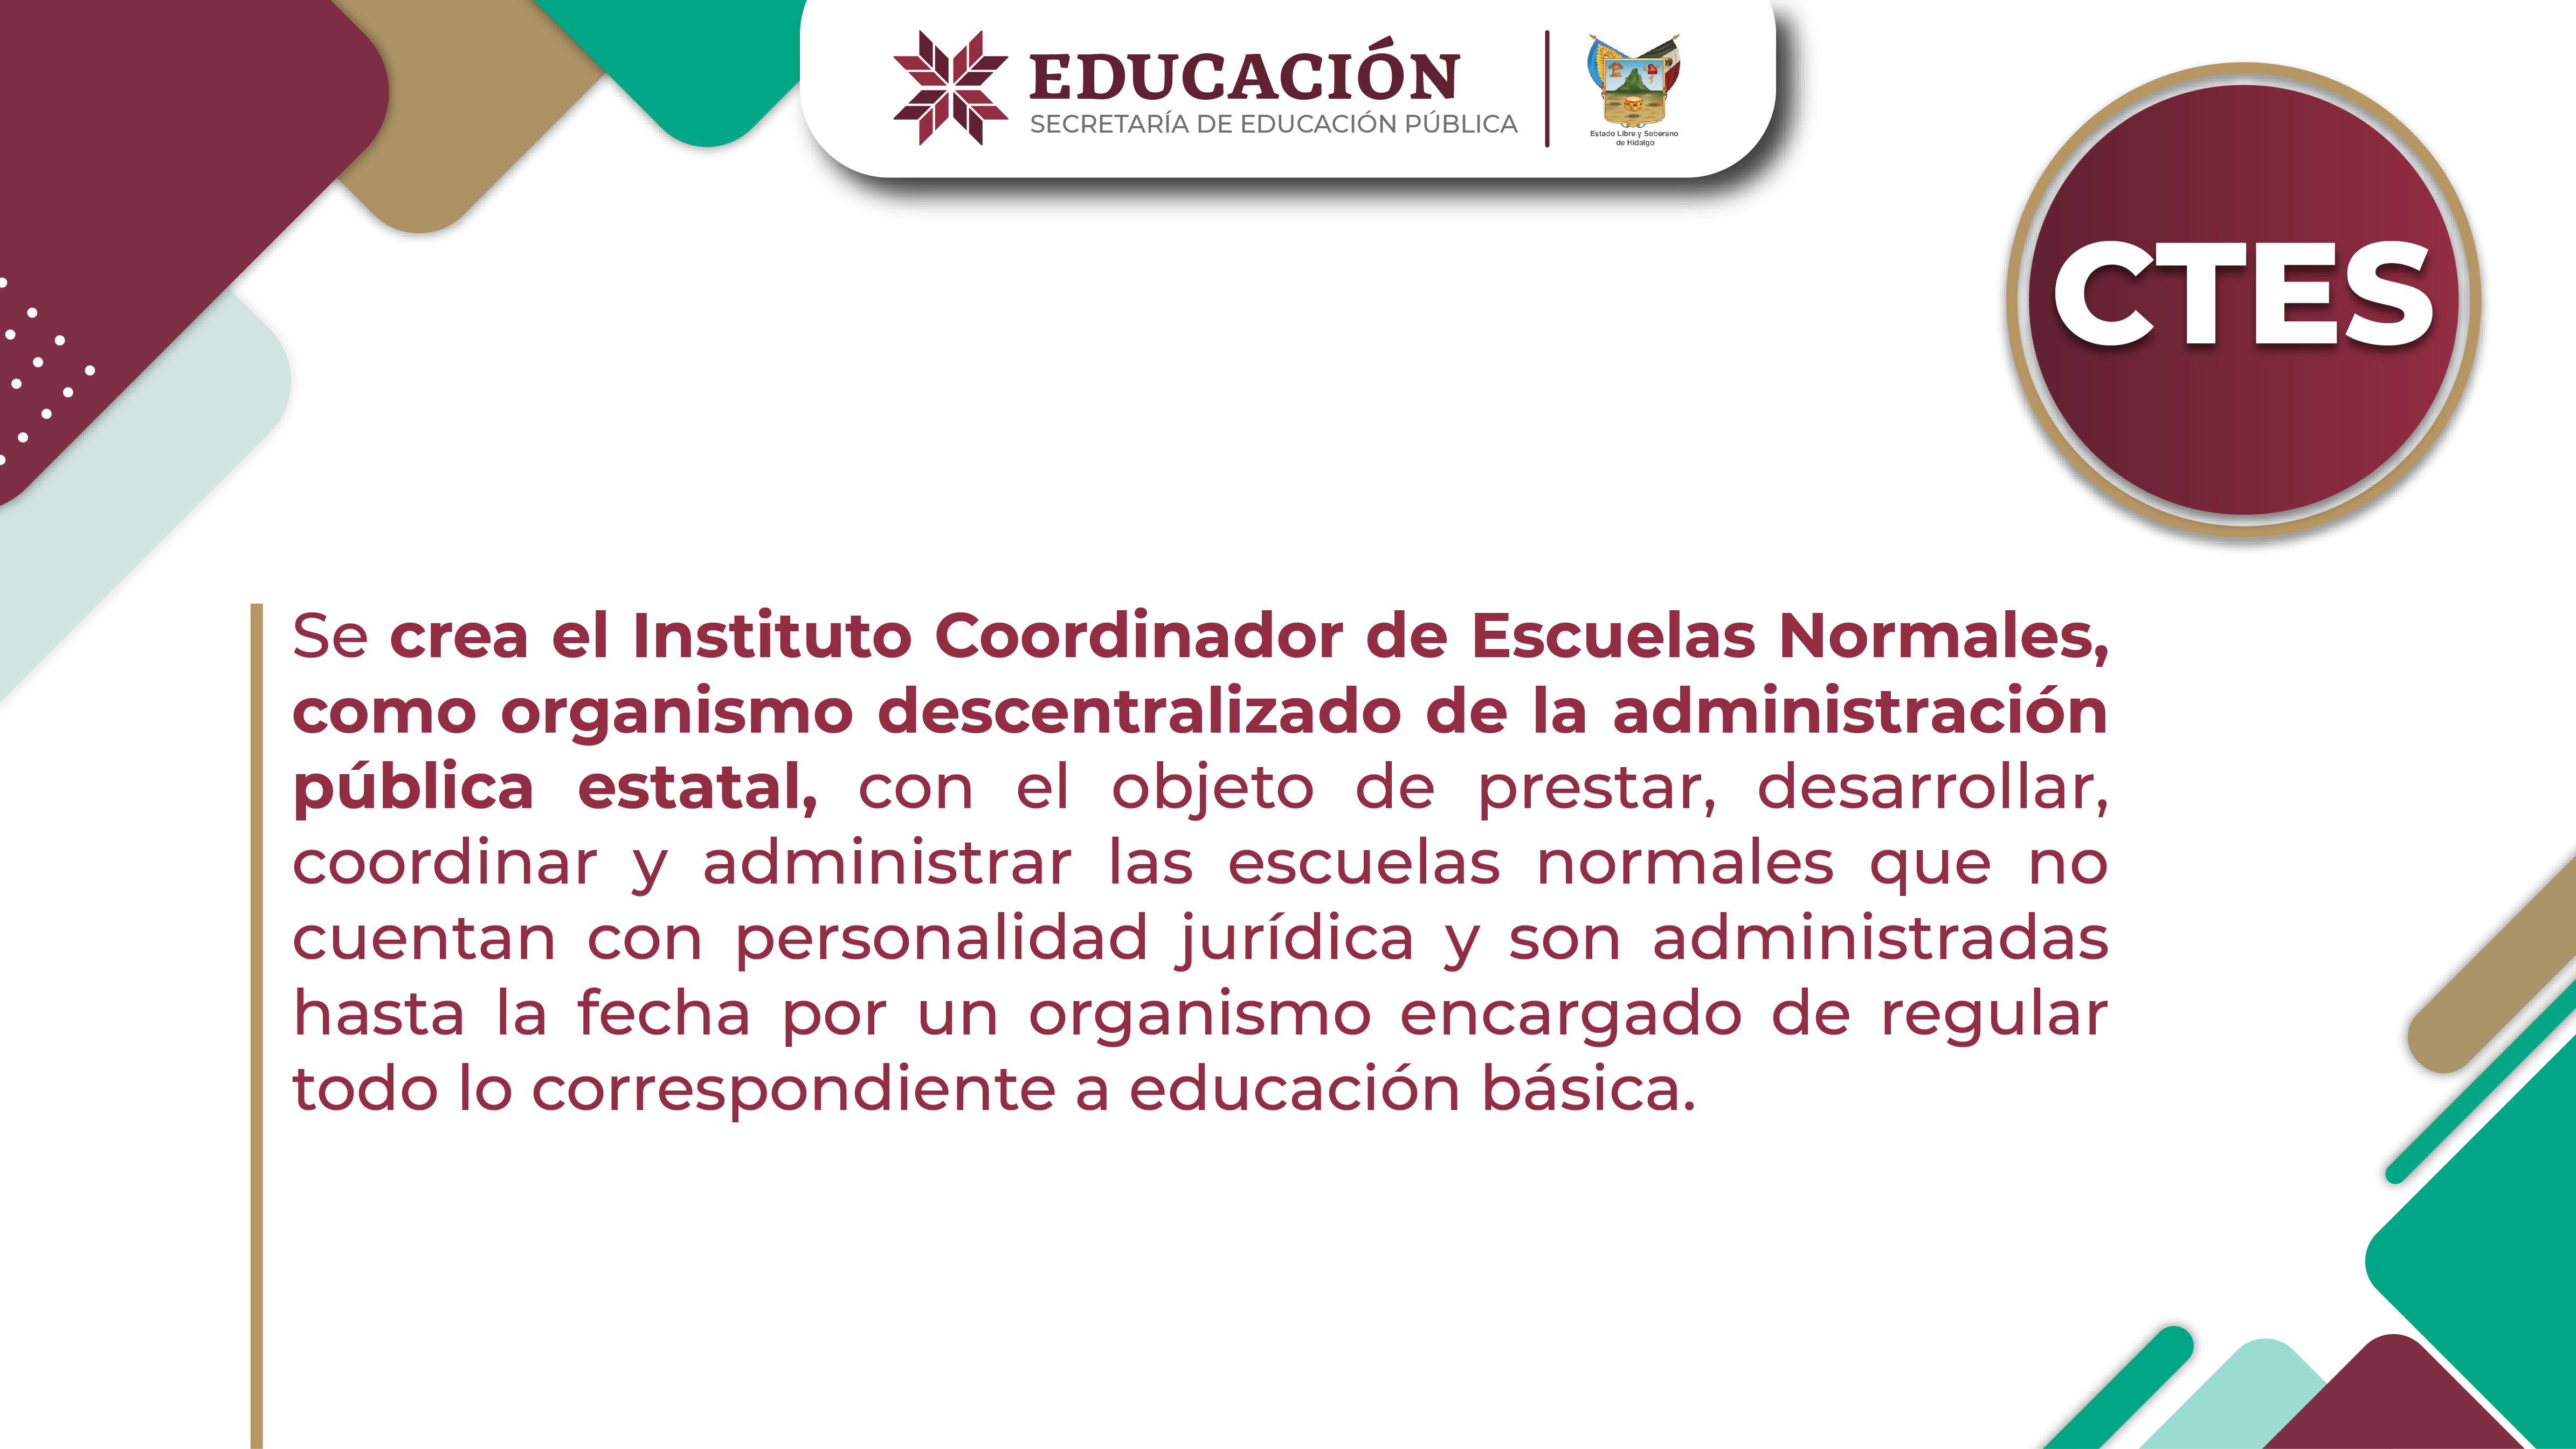 EDUCACIÓN
SECRETARÍA DE EDUCACIÓN PÚBLICA
Estado Libre y Soberano
de Hidalgo
CTES
Se crea el Instituto Coordinador de Escuelas Normales,
como organismo descentralizado de la administración
pública estatal, con el objeto de prestar, desarrollar,
coordinar y administrar las escuelas normales que no
cuentan con personalidad jurídica y son administradas
hasta la fecha por un organismo encargado de regular
todo lo correspondiente a educación básica.